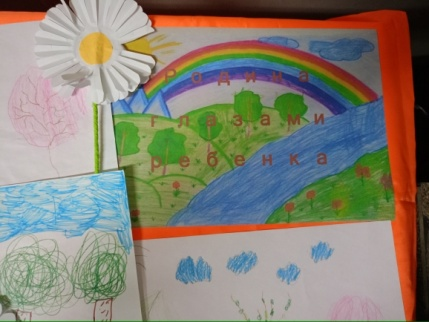 Родина
глазами
ребенка